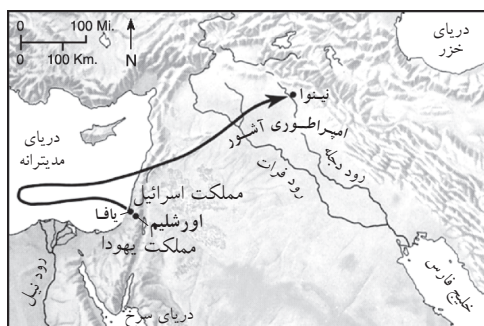 0 100 Mi.
0 100 Km.
N
دریای
خزر
دریای
مدیترانه
نینوا
امپراطوری آشور
رود دجله
رود فرات
مملکت اسرائیل
یافا
اورشلیم
مملکت یهودا
رود نیل
دریای سرخ
خلیج فارس